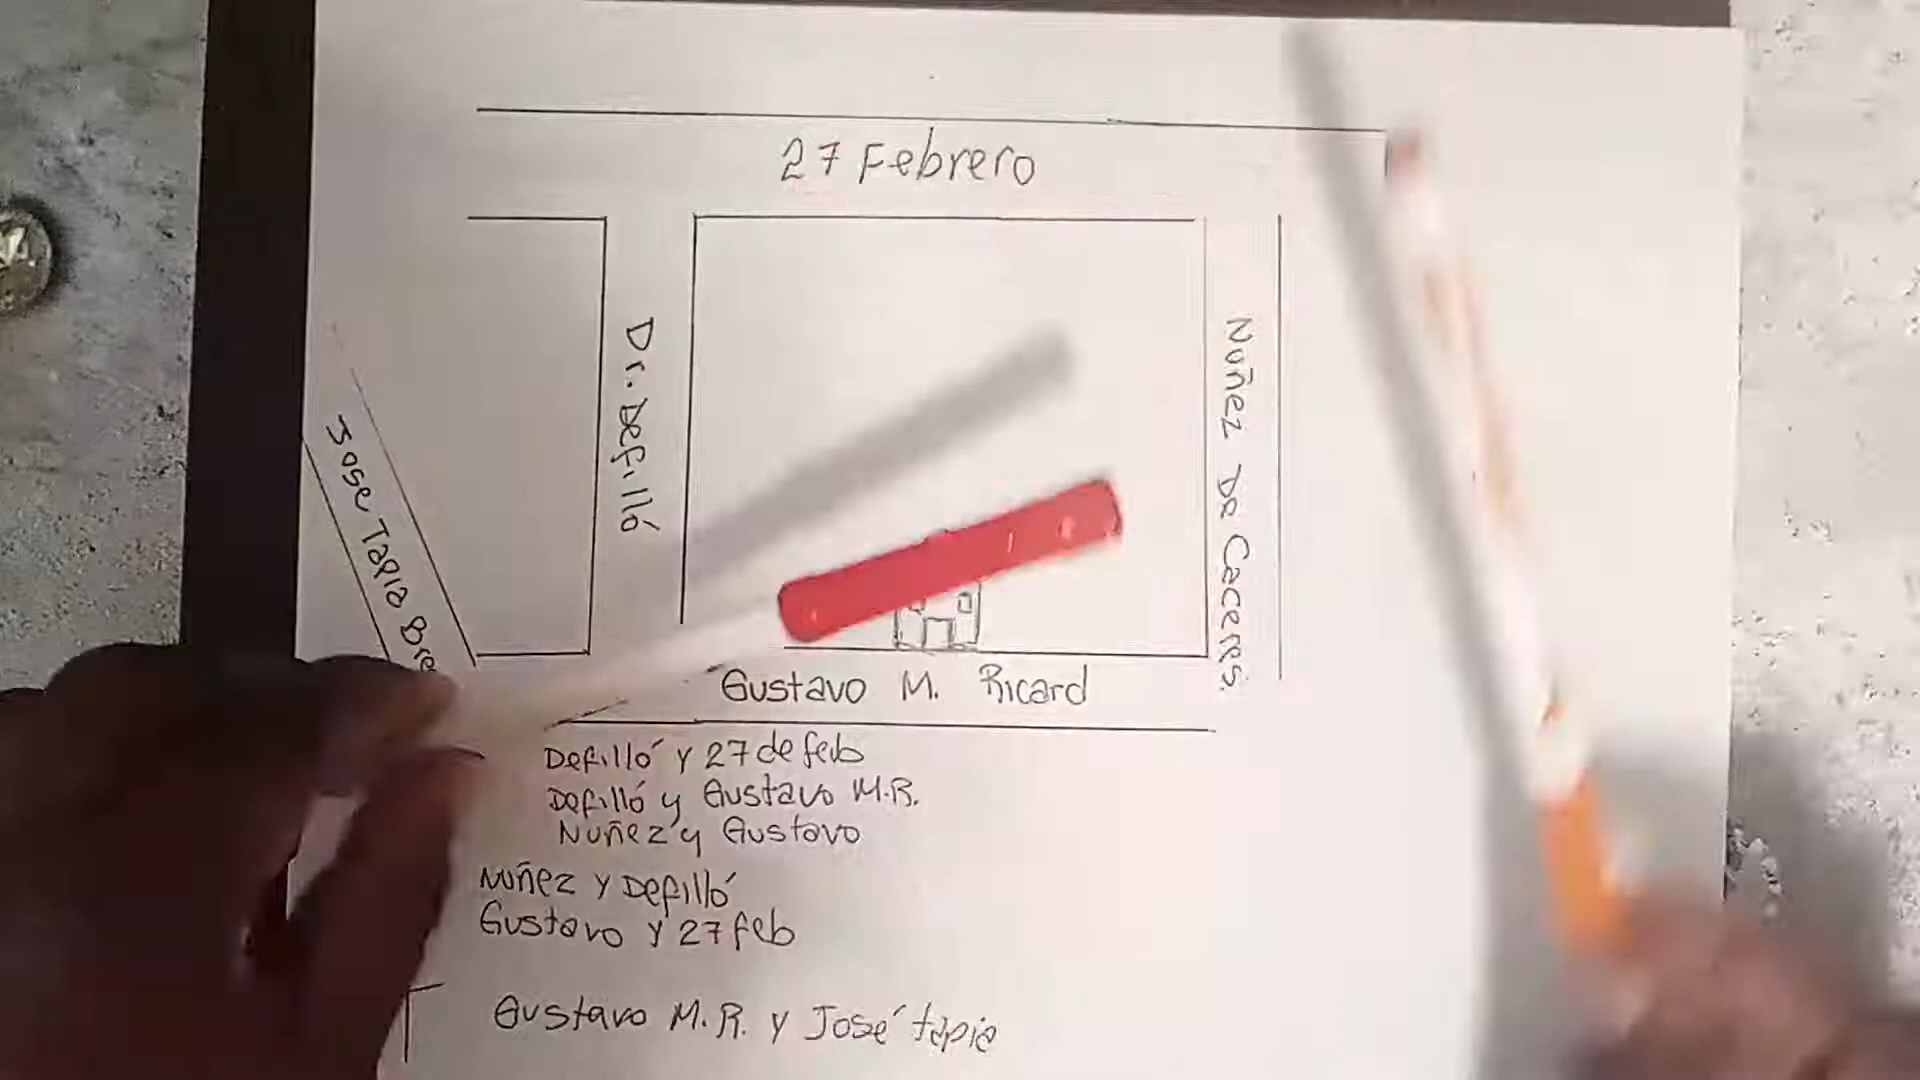 27 Febrero
Dr. Defilló
Nuñez De Caceres.
Jose Tapia Bre
Gustavo M. Ricard
Defilló y 27 de feb
Defilló y Gustavo M.R.
Nuñez y Gustavo
Nuñez y Defilló
Gustavo y 27 feb
Gustavo M.R. y José tapia